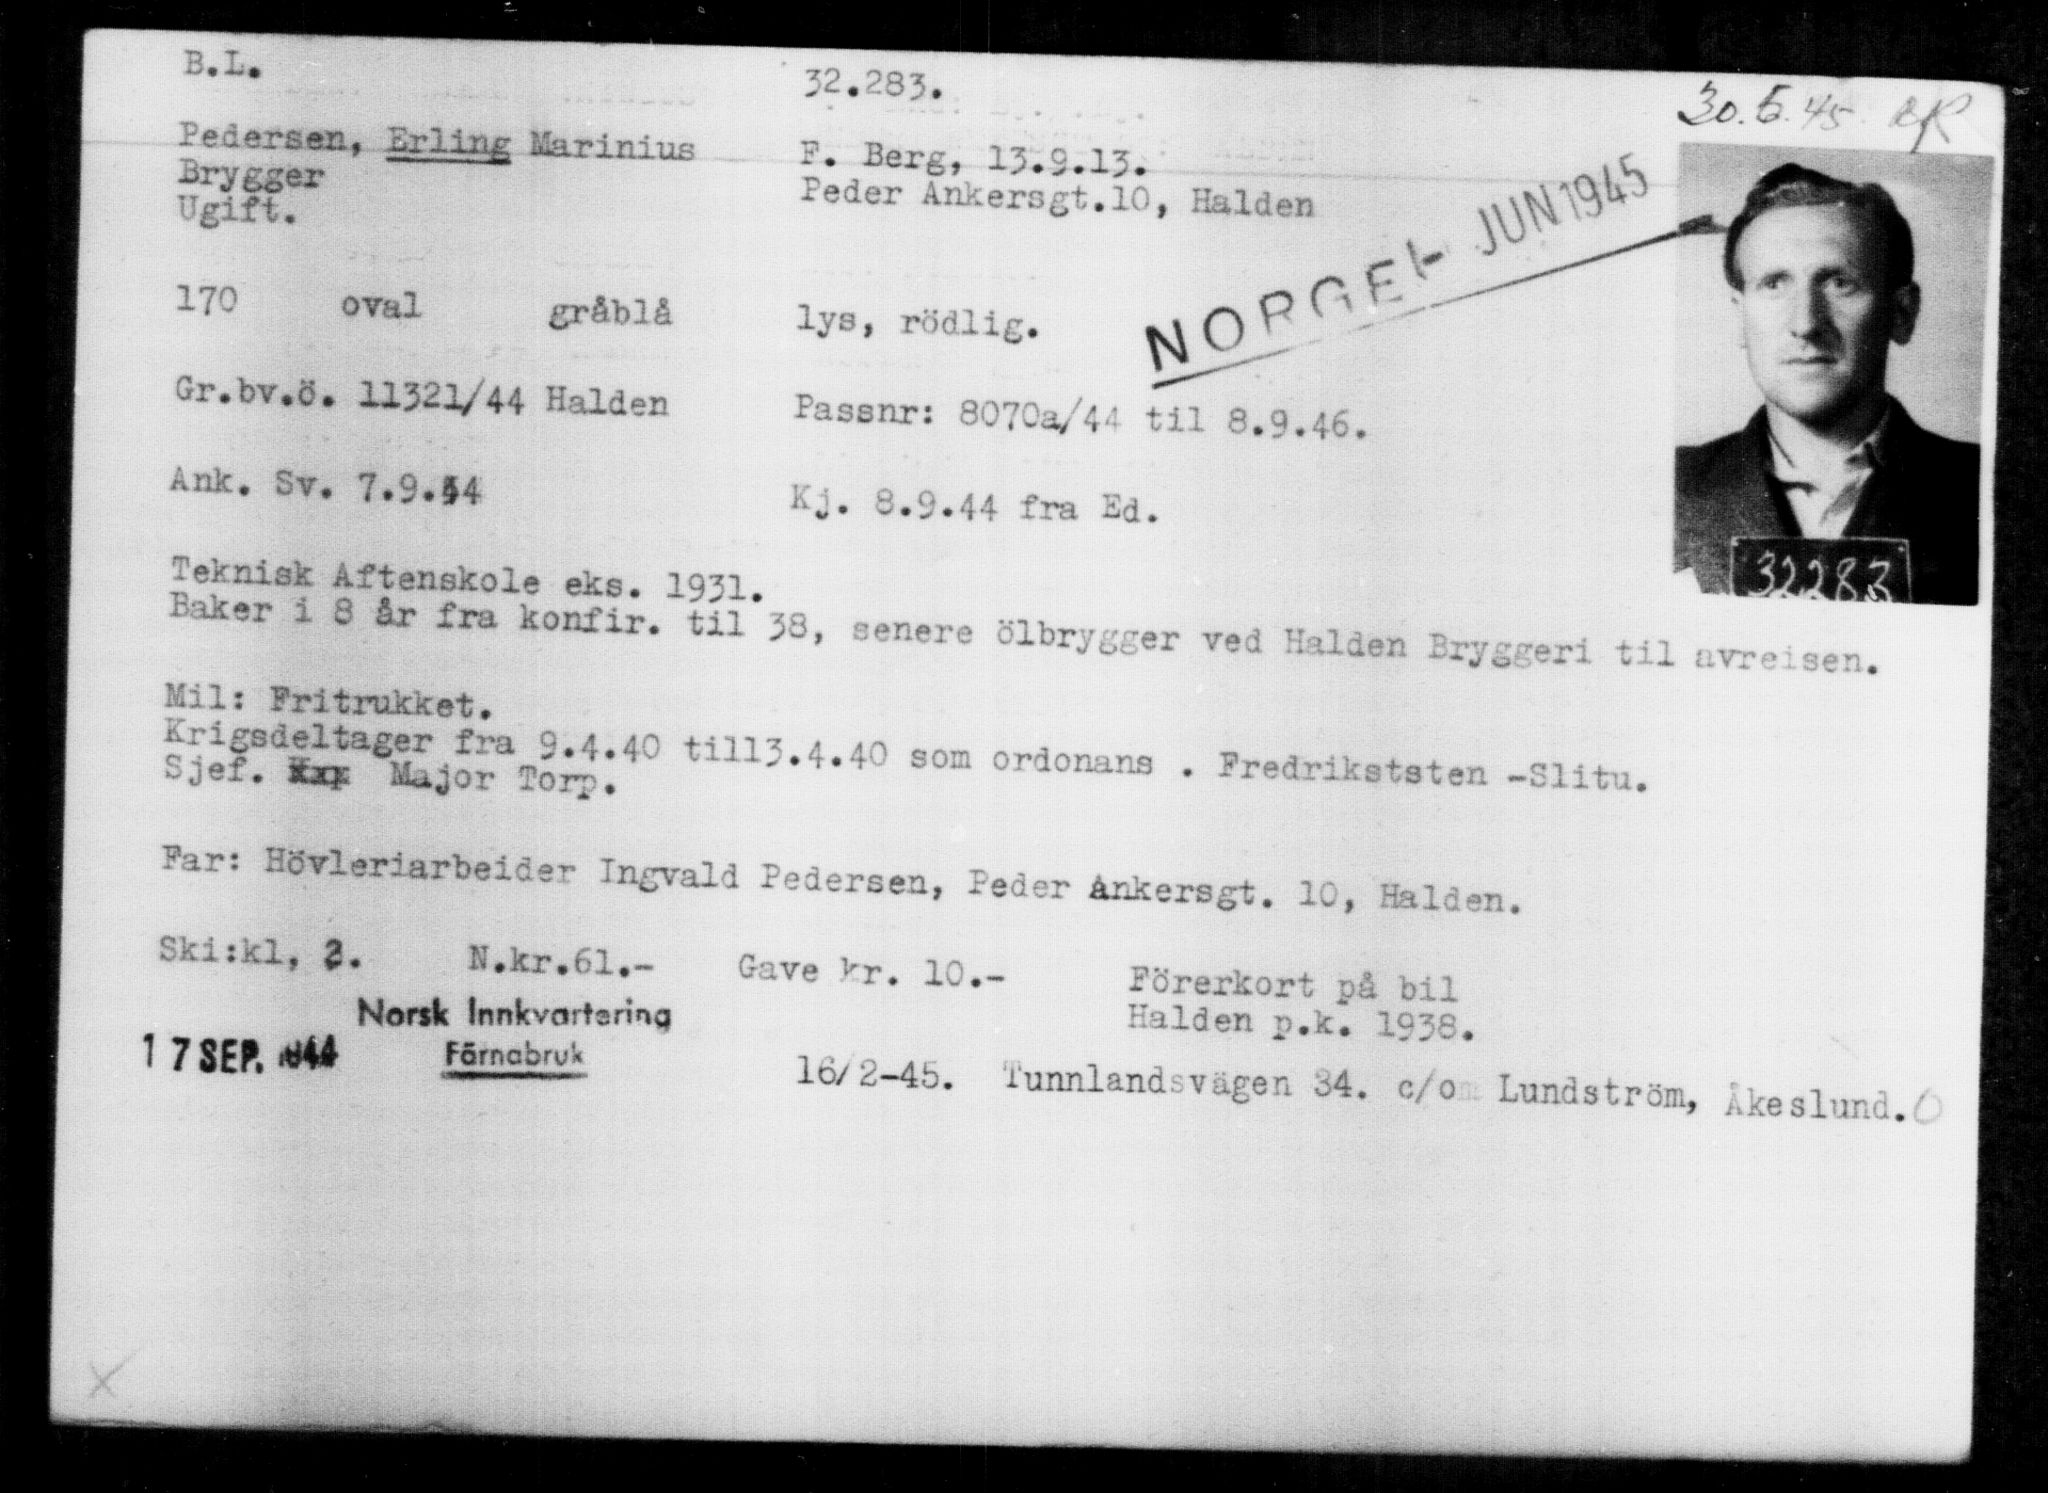 B.L. 32.283. 30.5.45
Pedersen, Erling Marinius F. Berg, 13.9.13.
Brygger Peder Ankersgt.10, Halden
Ugift.
NORGE 1- JUN 1945
170 oval gråblå lys, rödlig.
Gr.bv.ö. 11321/44 Halden Passnr: 8070a/44 til 8.9.46.
Ank. Sv. 7.9.44 Kj. 8.9.44 fra Ed.
32283
Teknisk Aftenskole eks. 1931.
Baker i 8 år fra konfir. til 38, senere ölbrygger ved Halden Bryggeri til avreisen.
Mil: Fritrukket.
Krigsdeltager fra 9.4.40 til13.4.40 som ordonans . Fredrikststen -Slitu.
Sjef. Major Torp.
Far: Hövleriarbeider Ingvald Pedersen, Peder Ankersgt. 10, Halden.
Ski:kl, 2. N.kr.61.- Gave kr. 10.- Förerkort på bil
Halden p.k. 1938.
Norsk Innkvartering
17 SEP. 1944 Färnabruk
16/2-45. Tunnlandsvägen 34. c/o Lundström, Åkeslund.